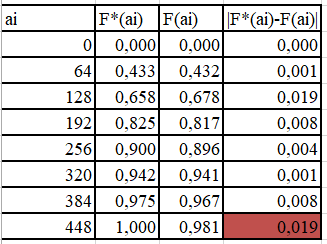 ai F*(ai) F(ai) |F*(ai)-F(ai)|
0 0,000 0,000 0,000
64 0,433 0,432 0,001
128 0,658 0,678 0,019
192 0,825 0,817 0,008
256 0,900 0,896 0,004
320 0,942 0,941 0,001
384 0,975 0,967 0,008
448 1,000 0,981 0,019